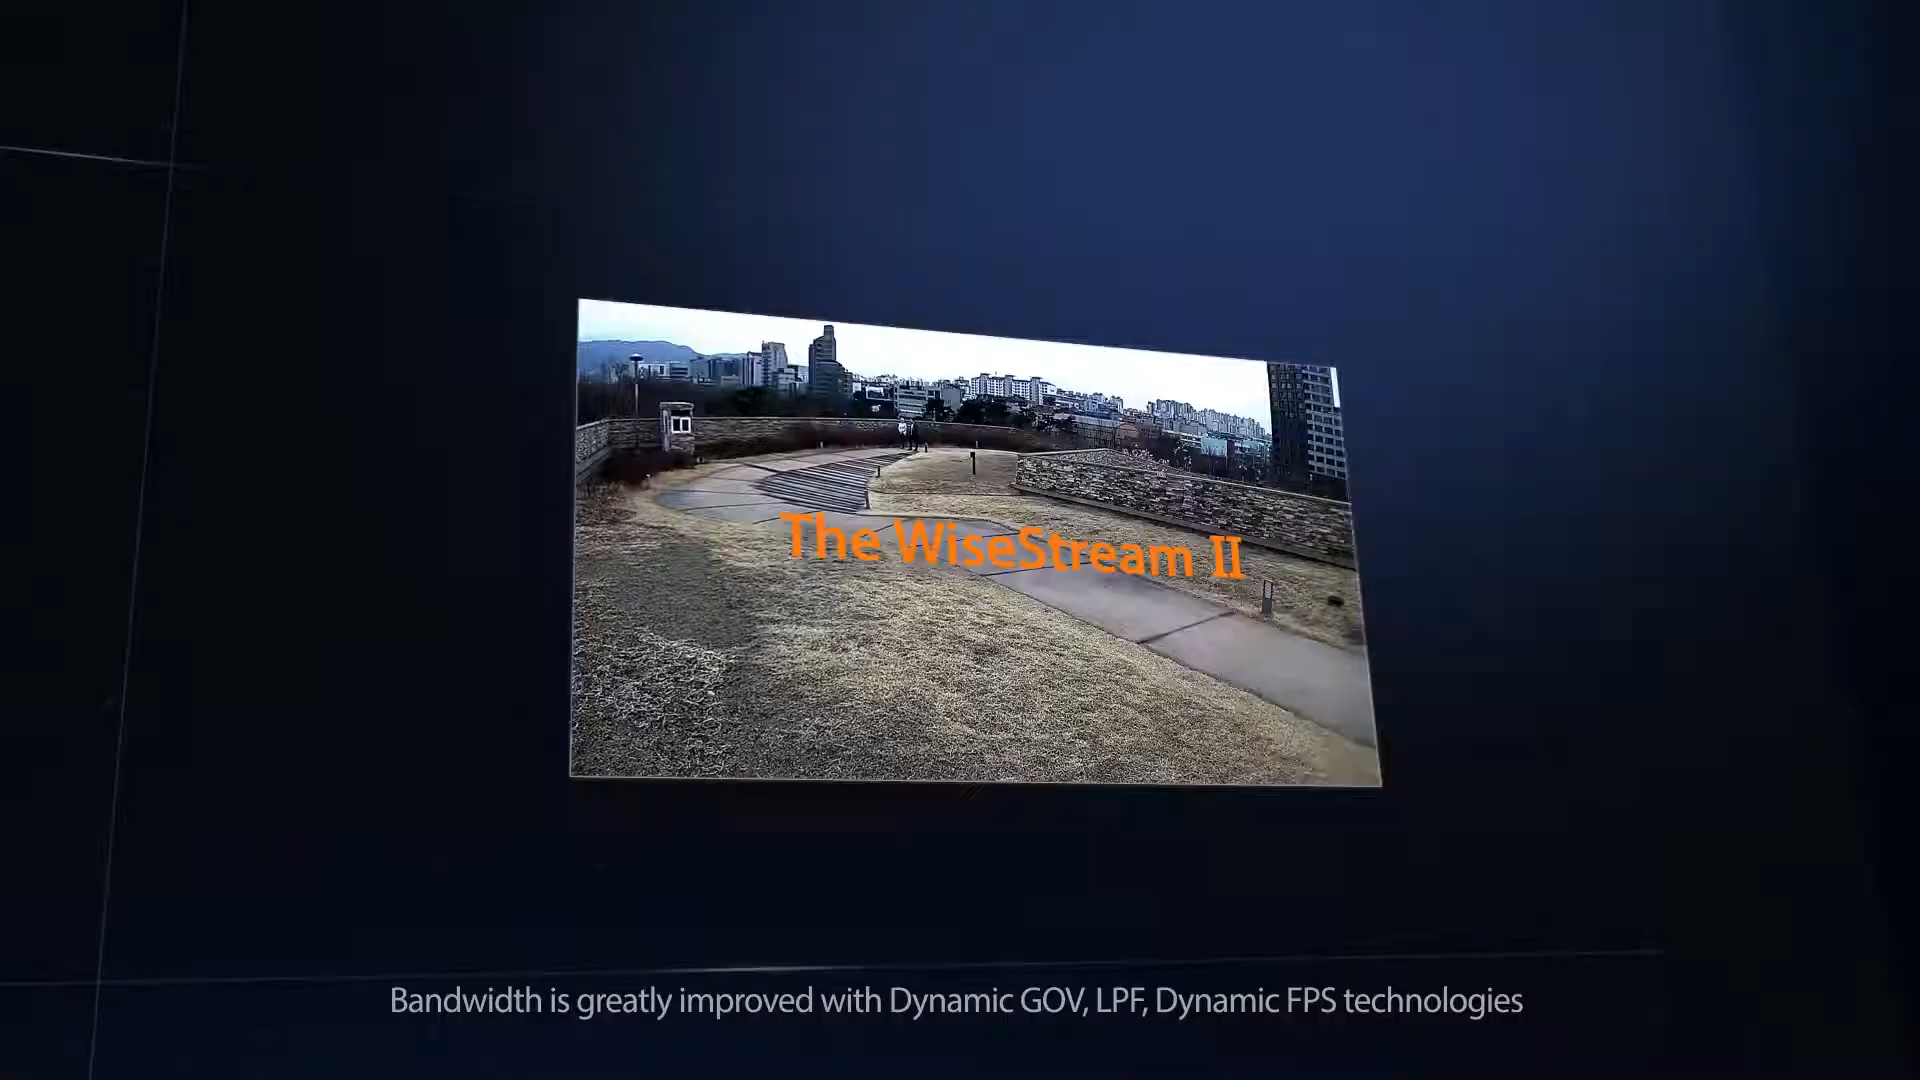 The WiseStream II
Bandwidth is greatly improved with Dynamic GOV, LPF, Dynamic FPS technologies